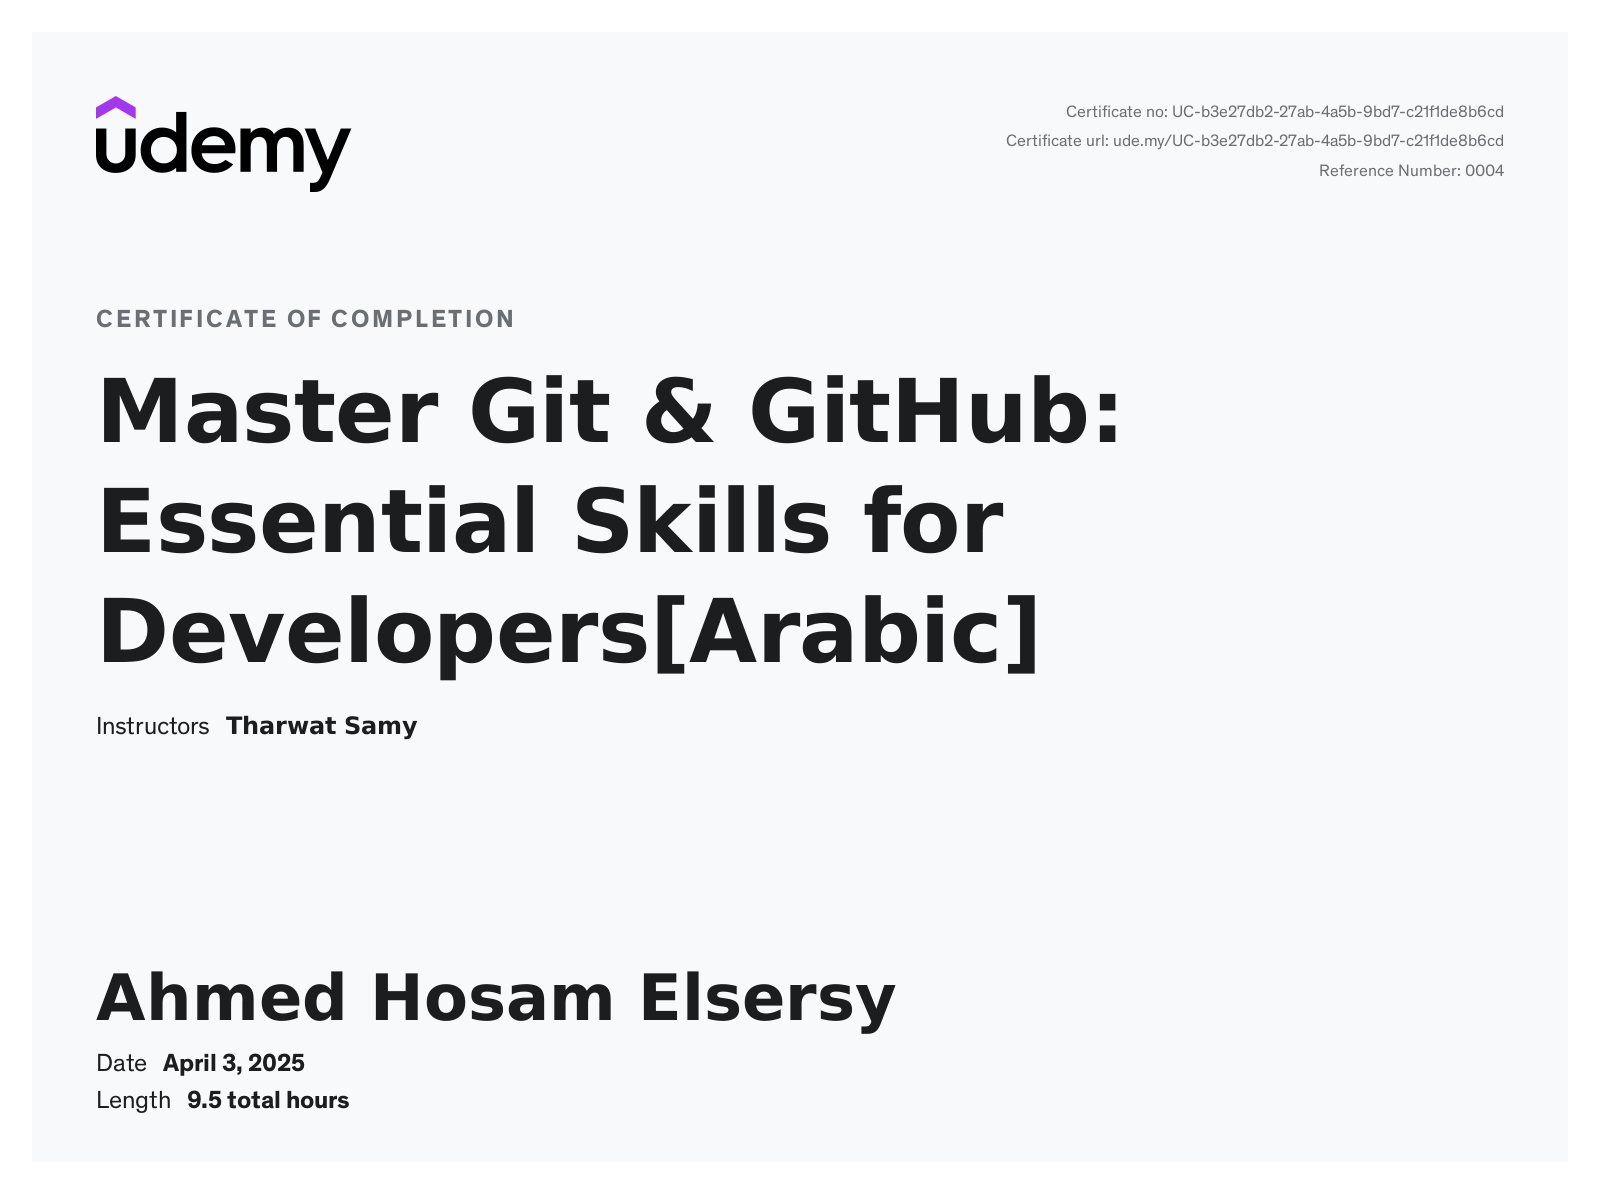 udemy
Certificate no: UC-b3e27db2-27ab-4a5b-9bd7-c21f1de8b6cd
Certificate url: ude.my/UC-b3e27db2-27ab-4a5b-9bd7-c21f1de8b6cd
Reference Number: 0004
CERTIFICATE OF COMPLETION
Master Git & GitHub:
Essential Skills for
Developers[Arabic]
Instructors Tharwat Samy
Ahmed Hosam Elsersy
Date April 3, 2025
Length 9.5 total hours